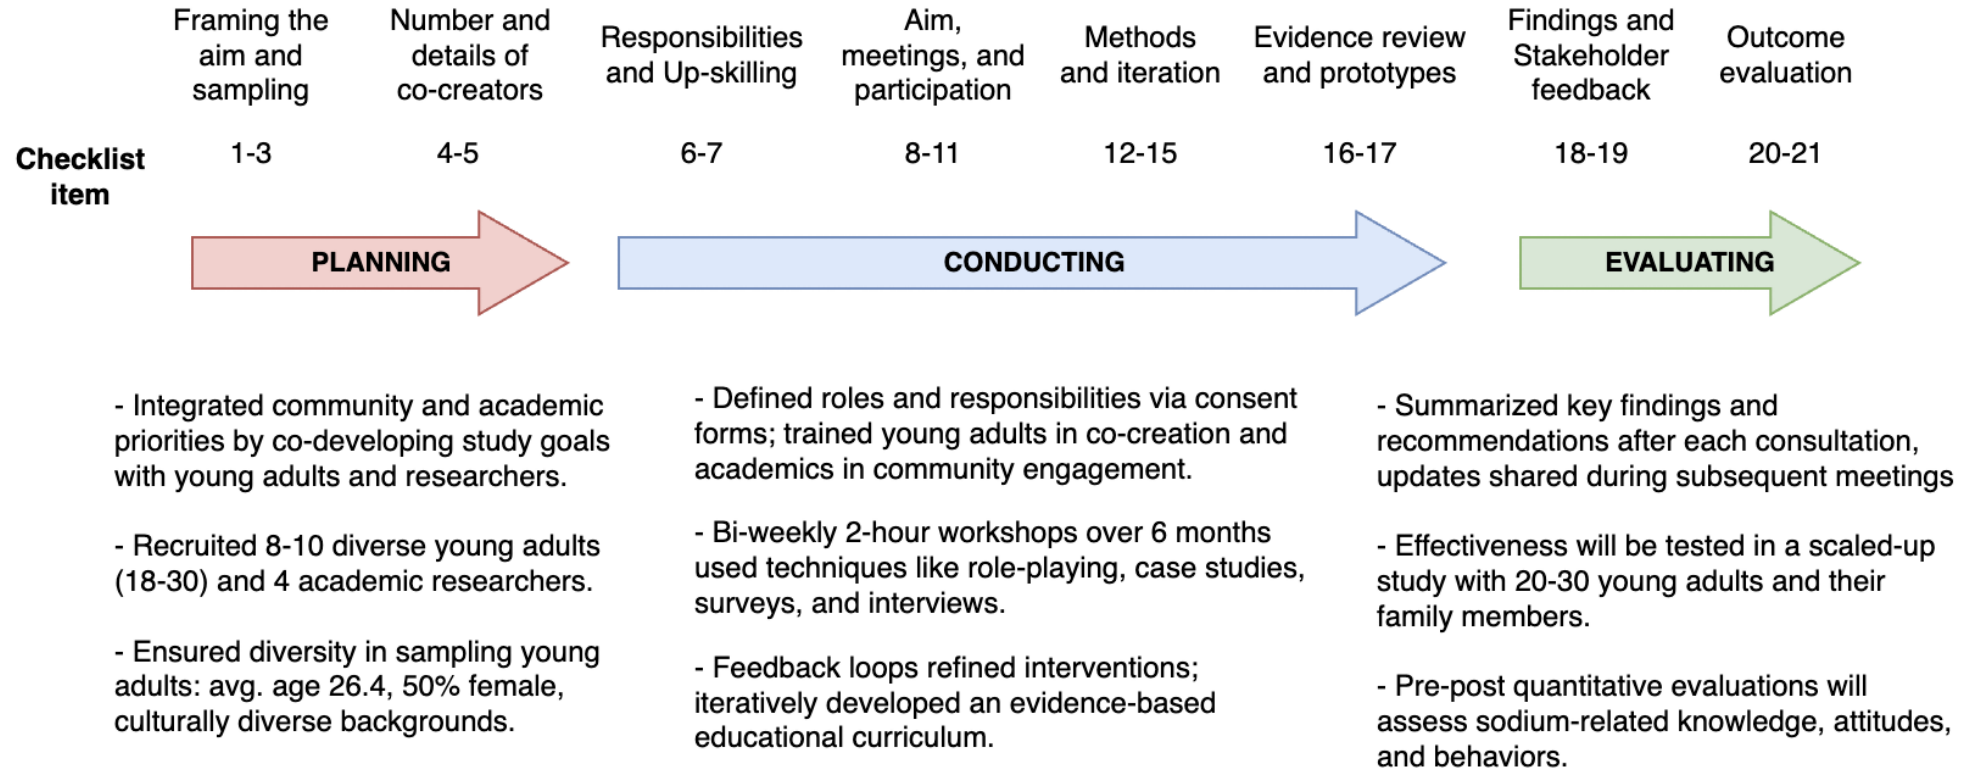 Framing the
aim and
sampling
Number and
details of
co-creators
Responsibilities
and Up-skilling
Aim,
meetings, and
participation
Methods
and iteration
Evidence review
and prototypes
Findings and
Stakeholder
feedback
Outcome
evaluation
Checklist
item
1-3
4-5
6-7
8-11
12-15
16-17
18-19
20-21
PLANNING
CONDUCTING
EVALUATING
- Integrated community and academic
priorities by co-developing study goals
with young adults and researchers.
- Recruited 8-10 diverse young adults
(18-30) and 4 academic researchers.
- Ensured diversity in sampling young
adults: avg. age 26.4, 50% female,
culturally diverse backgrounds.
- Defined roles and responsibilities via consent
forms; trained young adults in co-creation and
academics in community engagement.
- Bi-weekly 2-hour workshops over 6 months
used techniques like role-playing, case studies,
surveys, and interviews.
- Feedback loops refined interventions;
iteratively developed an evidence-based
educational curriculum.
- Summarized key findings and
recommendations after each consultation,
updates shared during subsequent meetings
- Effectiveness will be tested in a scaled-up
study with 20-30 young adults and their
family members.
- Pre-post quantitative evaluations will
assess sodium-related knowledge, attitudes,
and behaviors.